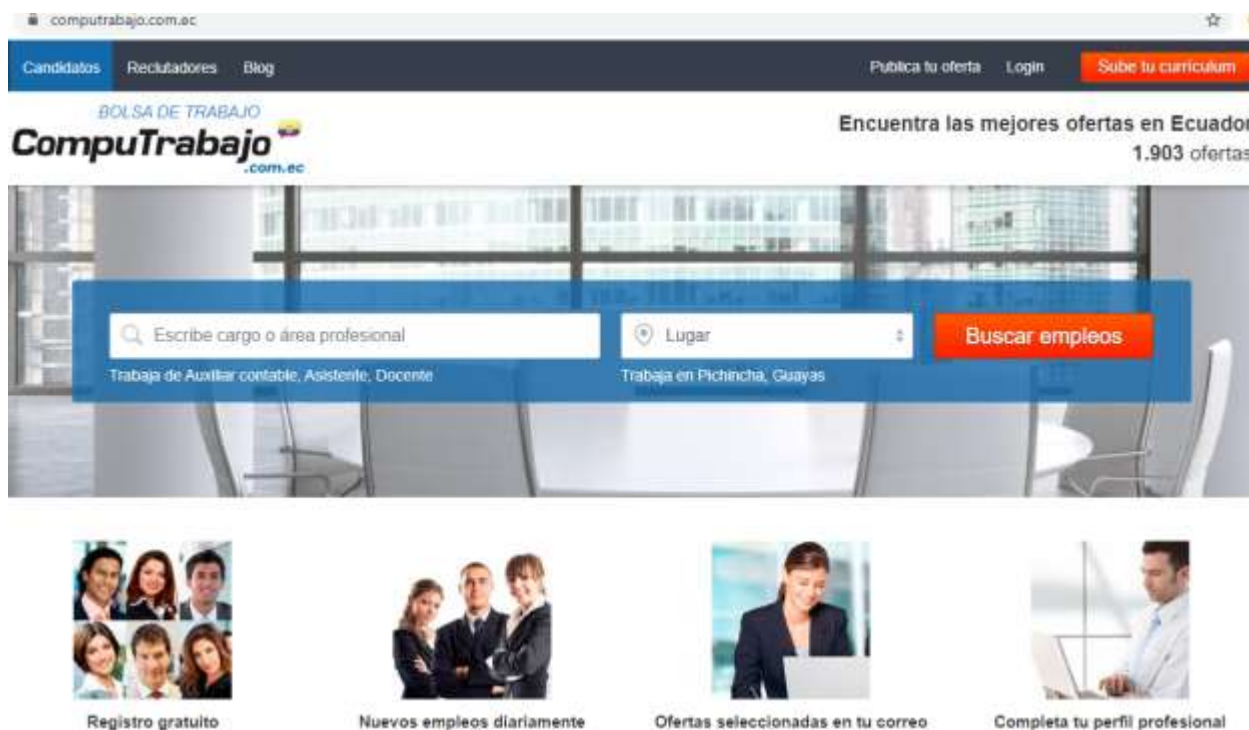 computrabajo.com.ec
Candidatos Reclutadores Blog Publica tu oferta Login Sube tu curriculum
BOLSA DE TRABAJO
CompuTrabajo
.com.ec
Encuentra las mejores ofertas en Ecuador
1.903 ofertas
Escribe cargo o área profesional Lugar Buscar empleos
Trabaja de Auxiliar contable, Asistente, Docente Trabaja en Pichincha, Guayas
Registro gratuito Nuevos empleos diariamente Ofertas seleccionadas en tu correo Completa tu perfil profesional